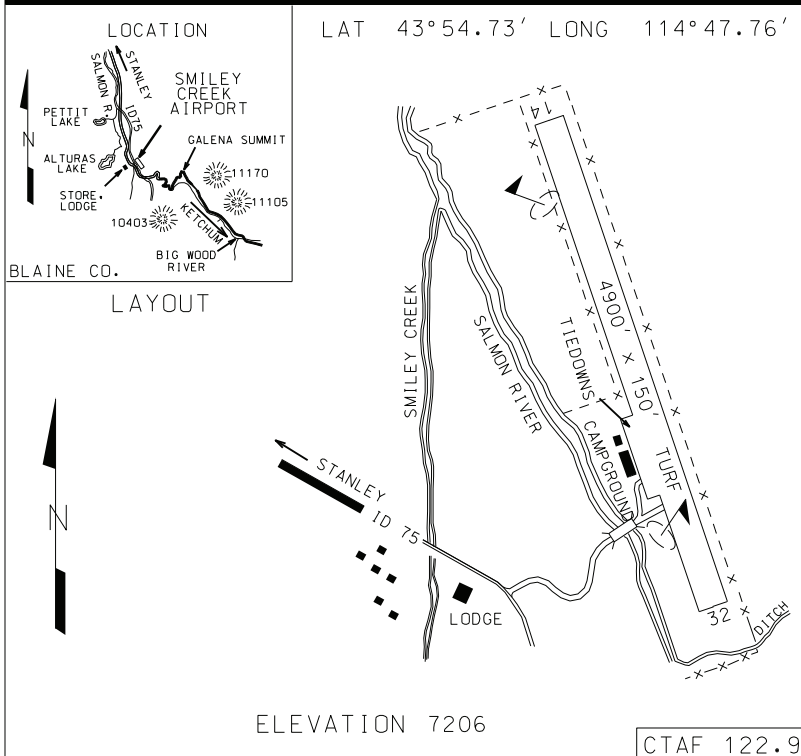 LOCATION
LAT 43°54.73' LONG 114°47.76'
STANLEY
SALMON R.
ID75
SMILEY
CREEK
AIRPORT
PETTIT
LAKE
N
GALENA SUMMIT
ALTURAS
LAKE
11170
STORE,
LODGE
11105
10403
KETCHUM
BIG WOOD
RIVER
BLAINE CO.
LAYOUT
14
4900' X 150'
SMILEY CREEK
SALMON RIVER
TIEDOWNS,
CAMPGROUND
TURF
STANLEY
ID 75
N
LODGE
32
DITCH
ELEVATION 7206
CTAF 122.9